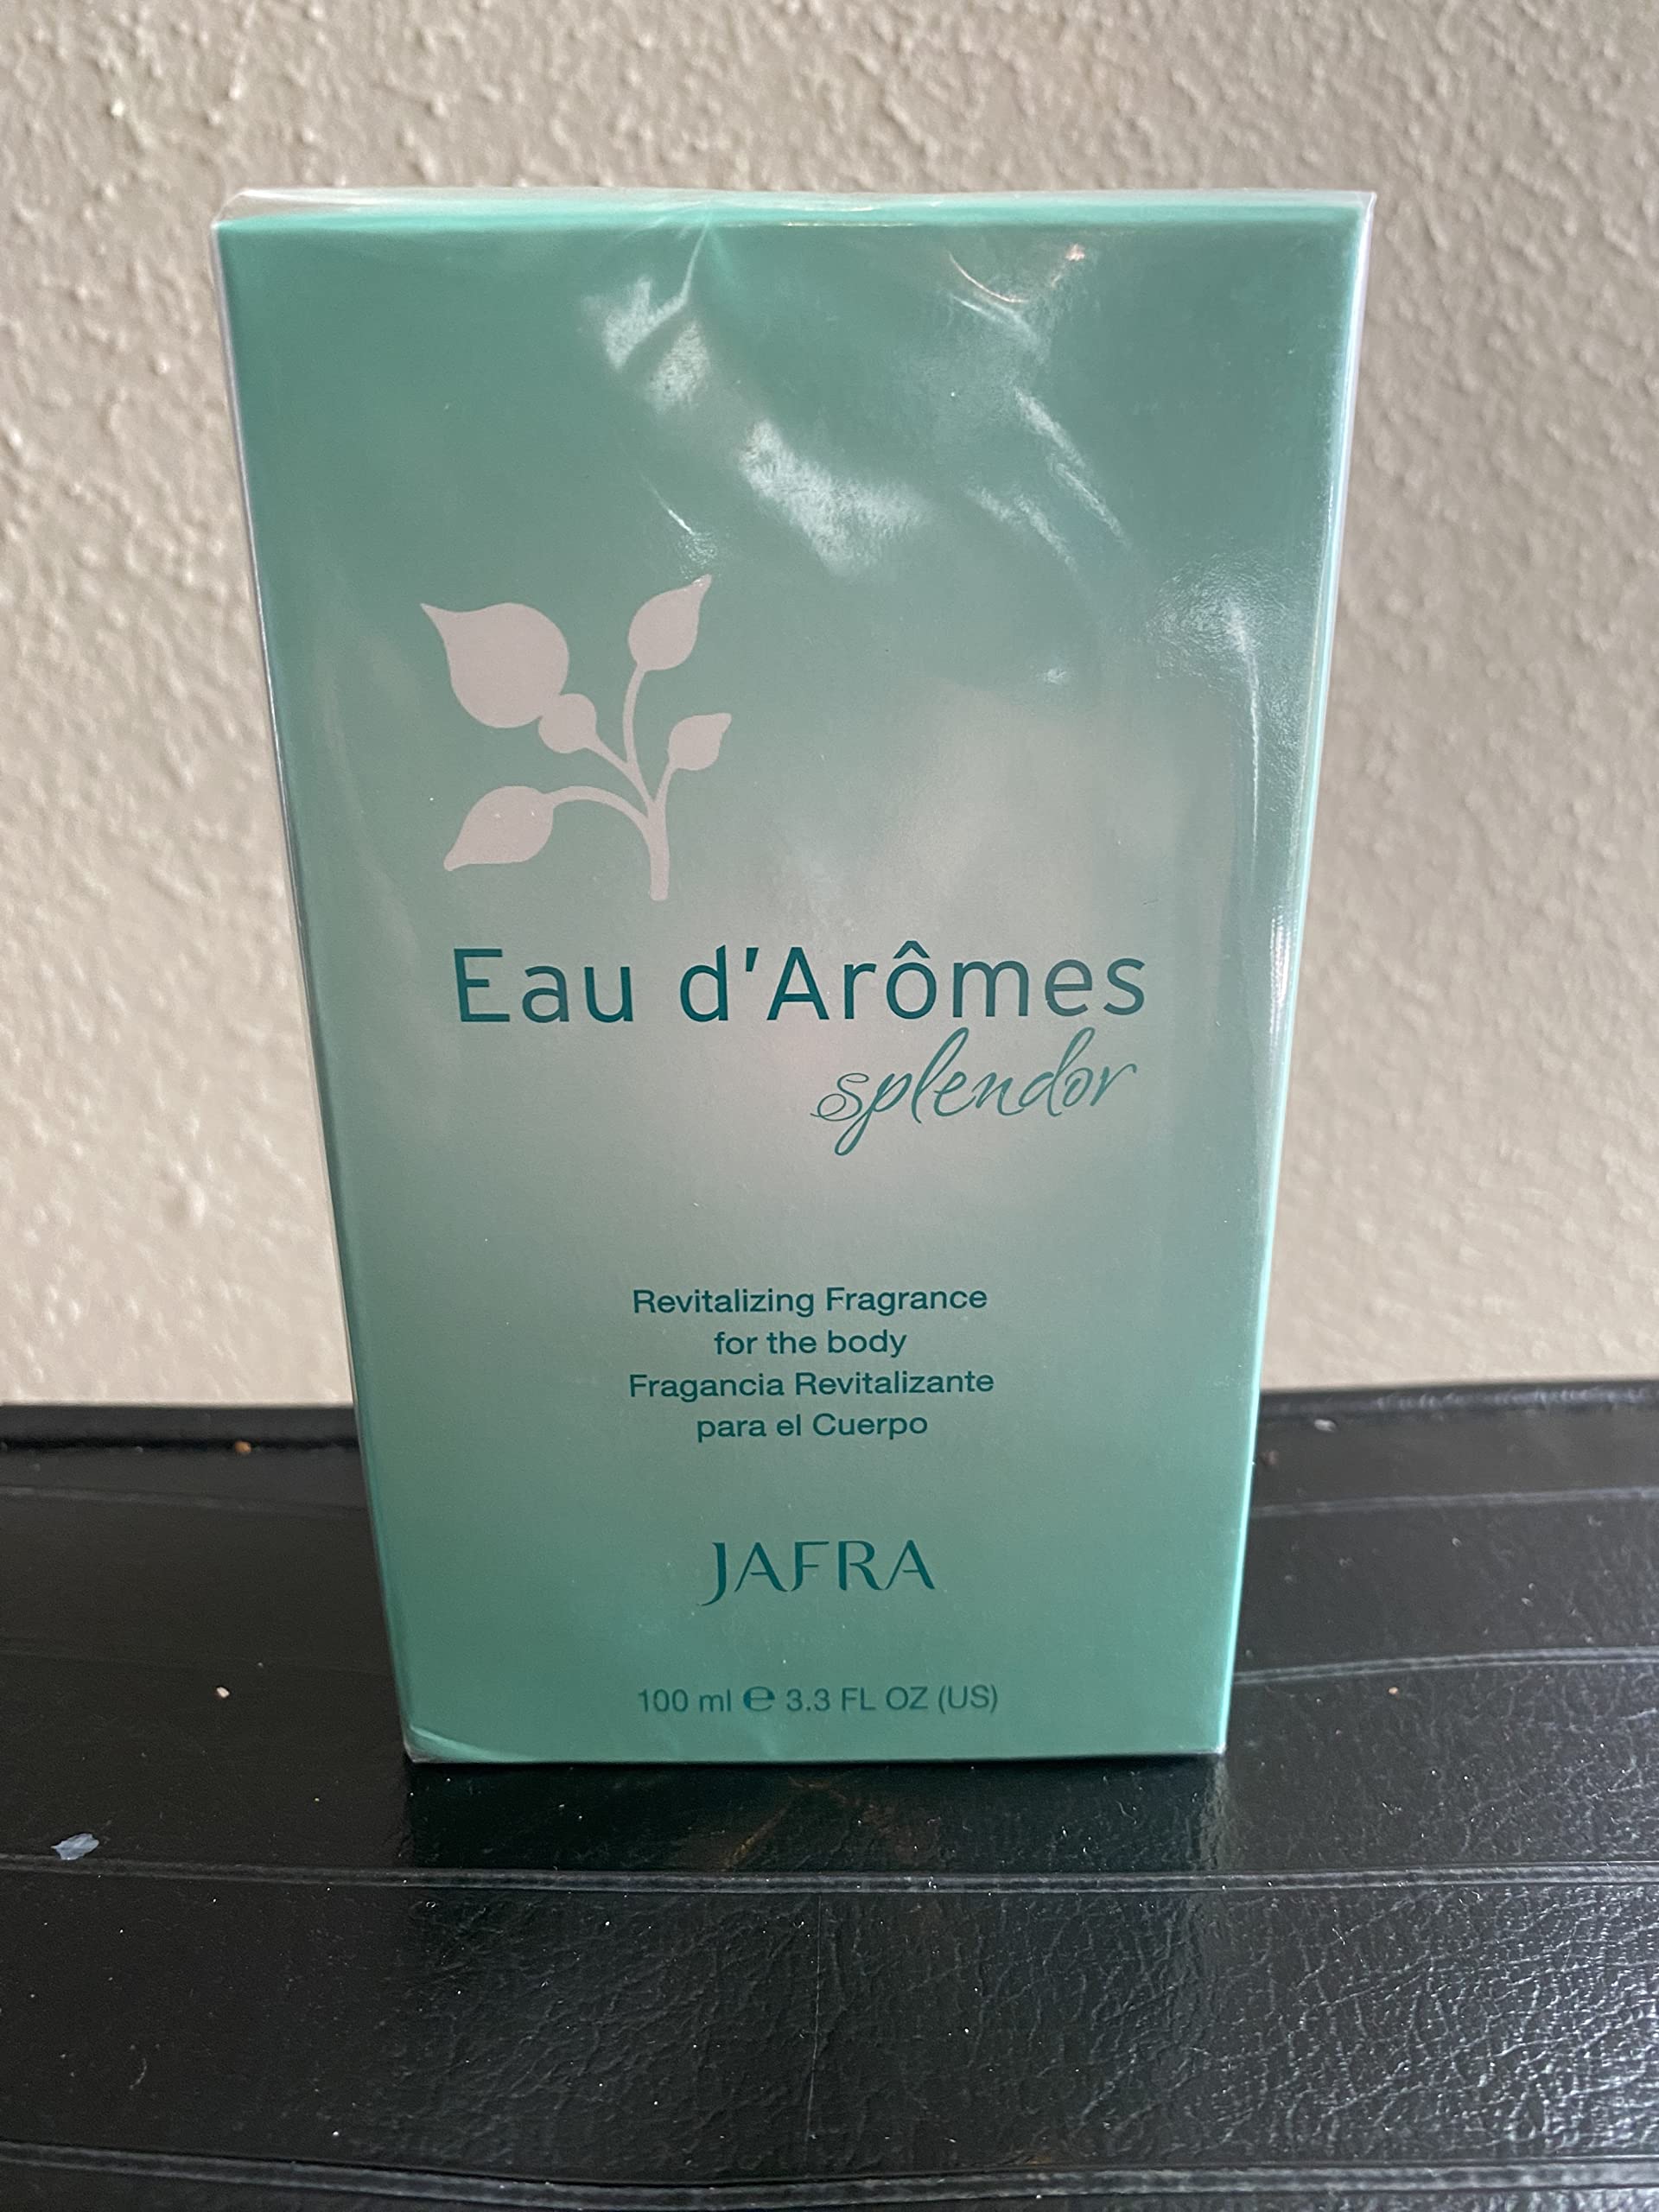 Eau d'Arômes
splendor
Revitalizing Fragrance
for the body
Fragancia Revitalizante
para el Cuerpo
JAFRA
100 ml ℮ 3.3 FL OZ (US)